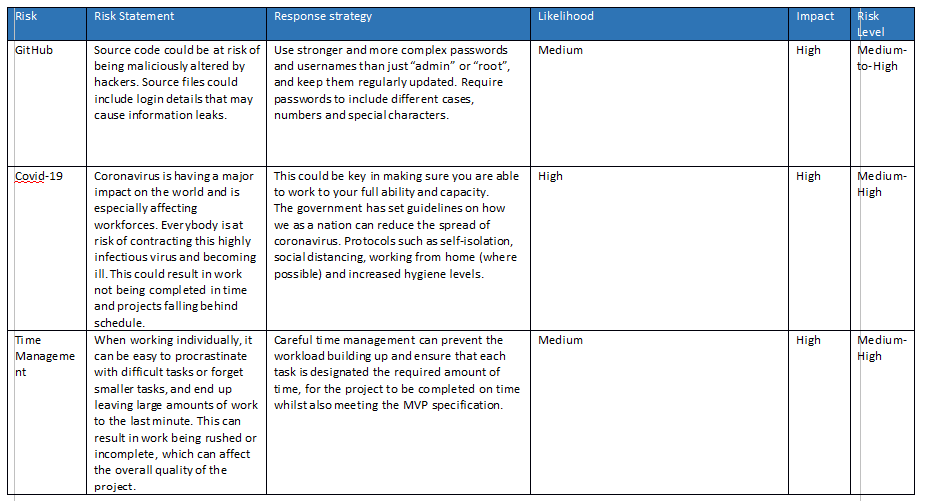 Risk
Risk Statement
Response strategy
Likelihood
Impact
Risk
Level
GitHub
Source code could be at risk of
being maliciously altered by
hackers. Source files could
include login details that may
cause information leaks.
Use stronger and more complex passwords
and usernames than just “admin” or “root”,
and keep them regularly updated. Require
passwords to include different cases,
numbers and special characters.
Medium
High
Medium-
to-High
Covid-19
Coronavirus is having a major
impact on the world and is
especially affecting
workforces. Everybody is at
risk of contracting this highly
infectious virus and becoming
ill. This could result in work
not being completed in time
and projects falling behind
schedule.
This could be key in making sure you are able
to work to your full ability and capacity.
The government has set guidelines on how
we as a nation can reduce the spread of
coronavirus. Protocols such as self-isolation,
social distancing, working from home (where
possible) and increased hygiene levels.
High
High
Medium-
High
Time
Manageme
nt
When working individually, it
can be easy to procrastinate
with difficult tasks or forget
smaller tasks, and end up
leaving large amounts of work
to the last minute. This can
result in work being rushed or
incomplete, which can affect
the overall quality of the
project.
Careful time management can prevent the
workload building up and ensure that each
task is designated the required amount of
time, for the project to be completed on time
whilst also meeting the MVP specification.
Medium
High
Medium-
High